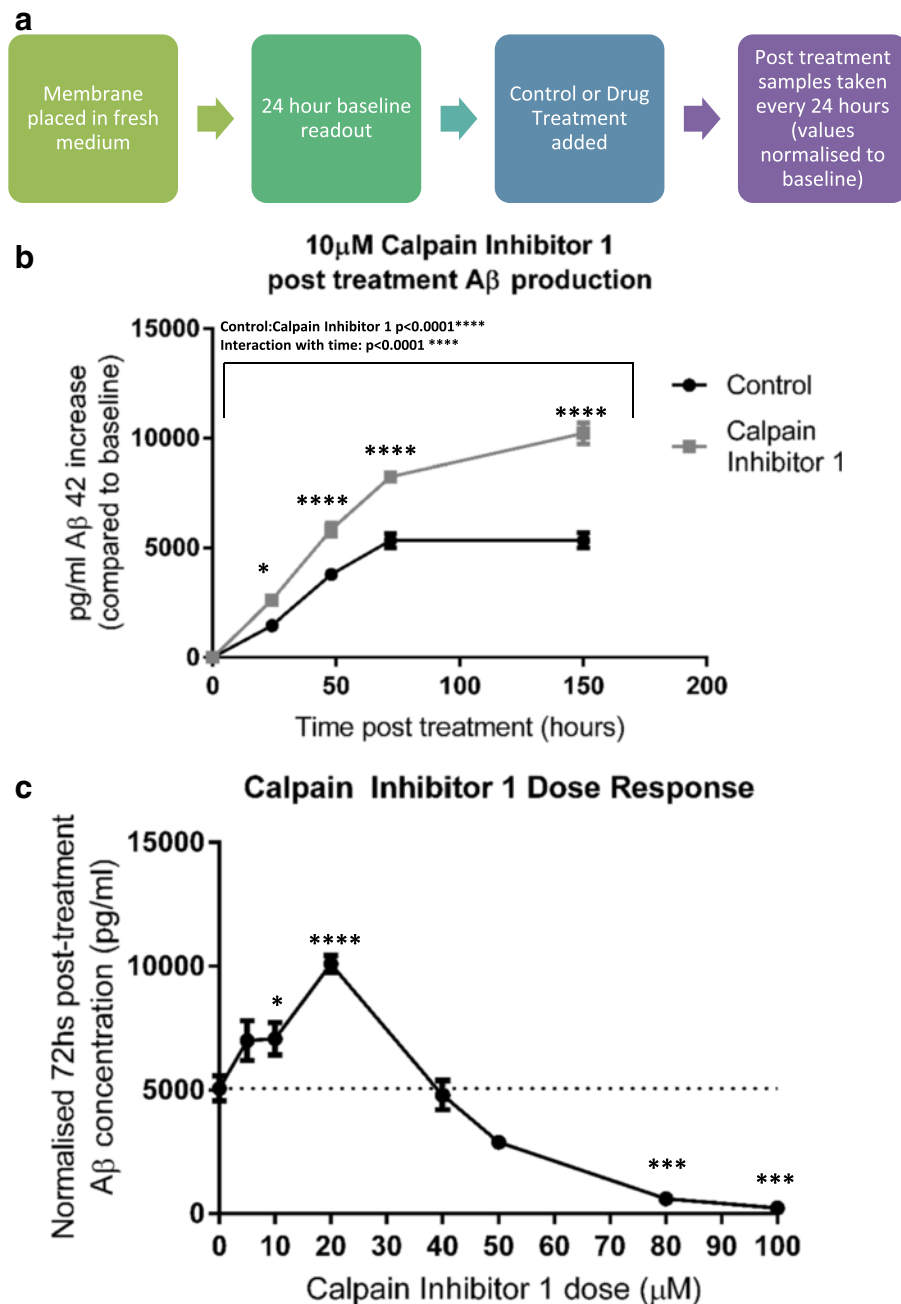 a
Membrane
placed in fresh
medium
24 hour baseline
readout
Control or Drug
Treatment
added
Post treatment
samples taken
every 24 hours
(values
normalised to
baseline)
b
10μM Calpain Inhibitor 1
post treatment Aβ production
Control:Calpain Inhibitor 1 p<0.0001****
Interaction with time: p<0.0001 ****
pg/ml Aβ 42 increase
(compared to baseline)
15000
10000
5000
0
*
****
****
****
Control
Calpain
Inhibitor 1
0 50 100 150 200
Time post treatment (hours)
c
Calpain Inhibitor 1 Dose Response
Normalised 72hs post-treatment
Aβ concentration (pg/ml)
15000
10000
5000
0
*
****
***
***
0 10 20 30 40 50 60 70 80 90 100
Calpain Inhibitor 1 dose (μM)